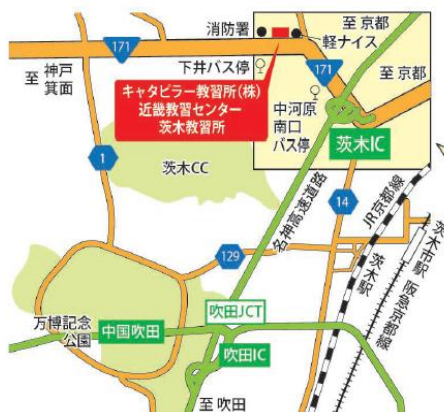 消防署
至 京都
軽ナイス
171
下井バス停
171
至 京都
至
神戸
箕面
キャタピラー教習所(株)
近畿教習センター
茨木教習所
中河原
南口
バス停
茨木IC
1
茨木CC
名神高速道路
14
JR京都線
茨木駅
茨木市駅
阪急京都線
129
万博記念
公園
中国吹田
吹田JCT
吹田IC
至 吹田